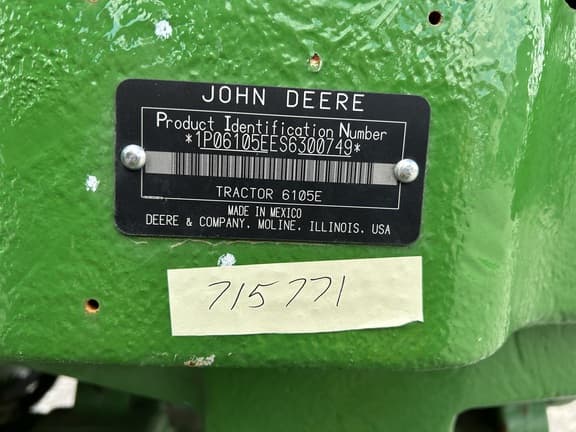 JOHN DEERE
Product Identification Number
*1P06105EES6300749*
TRACTOR 6105E
MADE IN MEXICO
DEERE & COMPANY. MOLINE. ILLINOIS. USA
715771